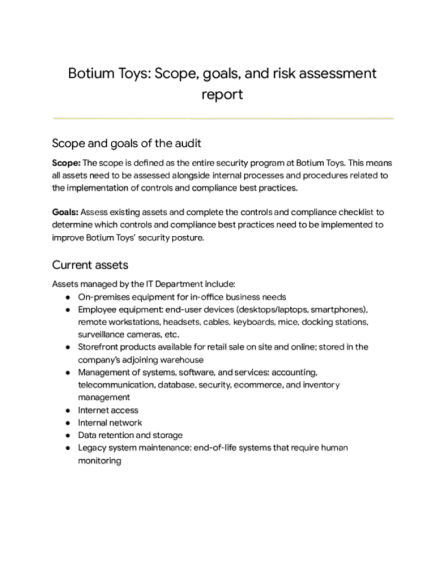 Botium Toys: Scope, goals, and risk assessment
report
Scope and goals of the audit
Scope: The scope is defined as the entire security program at Botium Toys. This means
all assets need to be assessed alongside internal processes and procedures related to
the implementation of controls and compliance best practices.
Goals: Assess existing assets and complete the controls and compliance checklist to
determine which controls and compliance best practices need to be implemented to
improve Botium Toys’ security posture.
Current assets
Assets managed by the IT Department include:
● On-premises equipment for in-office business needs
● Employee equipment: end-user devices (desktops/laptops, smartphones),
remote workstations, headsets, cables, keyboards, mice, docking stations,
surveillance cameras, etc.
● Storefront products available for retail sale on site and online; stored in the
company’s adjoining warehouse
● Management of systems, software, and services: accounting,
telecommunication, database, security, ecommerce, and inventory
management
● Internet access
● Internal network
● Data retention and storage
● Legacy system maintenance: end-of-life systems that require human
monitoring